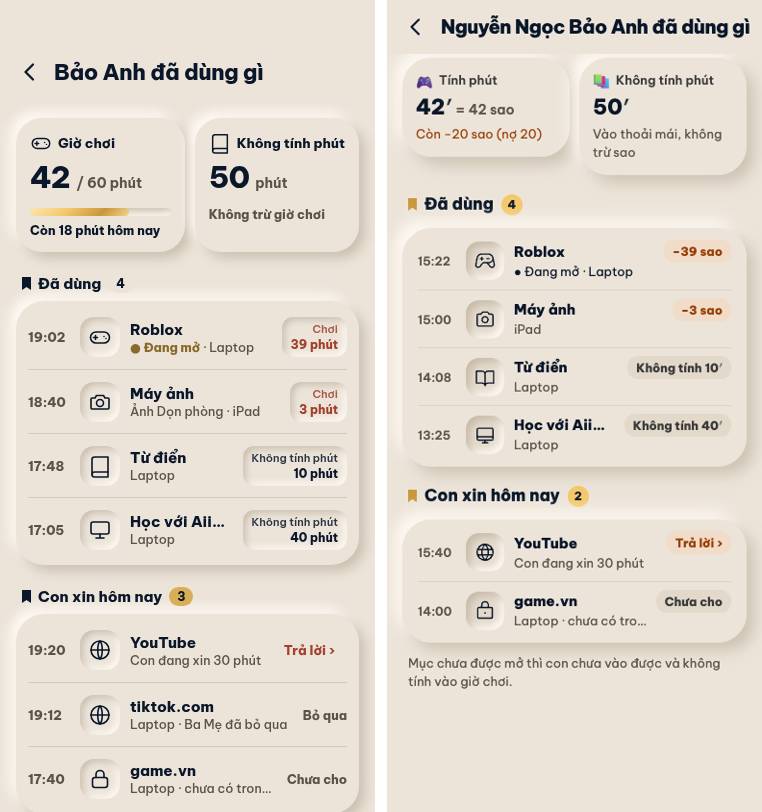 Bảo Anh đã dùng gì
Giờ chơi
42 / 60 phút
Còn 18 phút hôm nay
Không tính phút
50 phút
Không trừ giờ chơi
Đã dùng 4
19:02
Roblox
Đang mở · Laptop
Chơi
39 phút
18:40
Máy ảnh
Ảnh Dọn phòng · iPad
Chơi
3 phút
17:48
Từ điển
Laptop
Không tính phút
10 phút
17:05
Học với Aii...
Laptop
Không tính phút
40 phút
Con xin hôm nay 3
19:20
YouTube
Con đang xin 30 phút
Trả lời ›
19:12
tiktok.com
Laptop · Ba Mẹ đã bỏ qua
Bỏ qua
17:40
game.vn
Laptop · chưa có tron...
Chưa cho
Nguyễn Ngọc Bảo Anh đã dùng gì
Tính phút
42′ = 42 sao
Còn −20 sao (nợ 20)
Không tính phút
50′
Vào thoải mái, không
trừ sao
Đã dùng 4
15:22
Roblox
● Đang mở · Laptop
−39 sao
15:00
Máy ảnh
iPad
−3 sao
14:08
Từ điển
Laptop
Không tính 10′
13:25
Học với Aii...
Laptop
Không tính 40′
Con xin hôm nay 2
15:40
YouTube
Con đang xin 30 phút
Trả lời ›
14:00
game.vn
Laptop · chưa có tro...
Chưa cho
Mục chưa được mở thì con chưa vào được và không
tính vào giờ chơi.